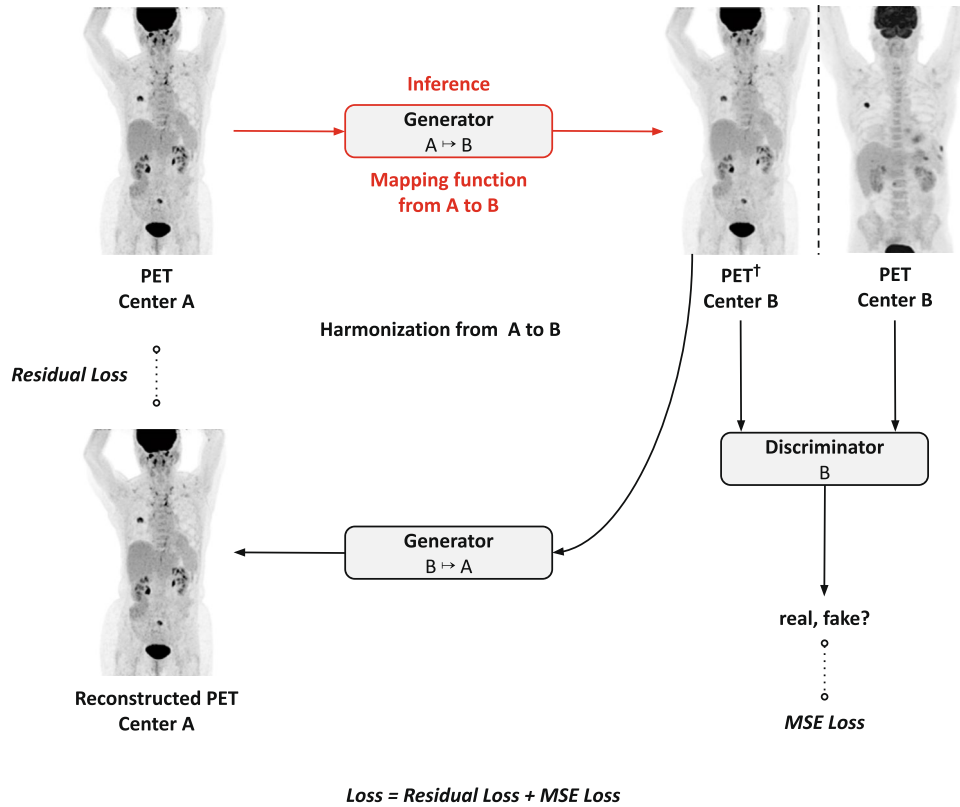 Inference
Generator
A ↦ B
Mapping function
from A to B
PET
Center A
PET†
Center B
PET
Center B
Harmonization from A to B
Residual Loss
Discriminator
B
Generator
B ↦ A
real, fake?
Reconstructed PET
Center A
MSE Loss
Loss = Residual Loss + MSE Loss